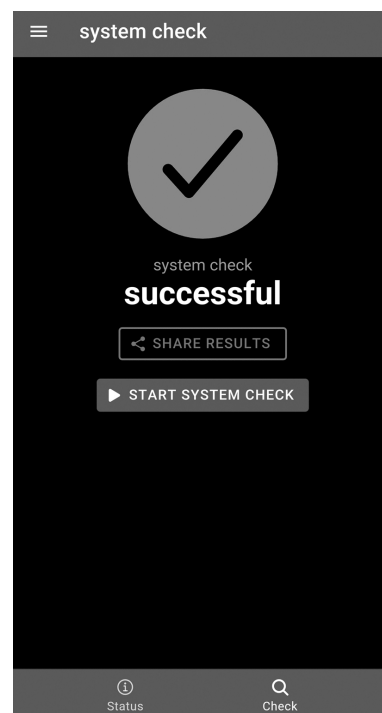 system check
system check
successful
SHARE RESULTS
START SYSTEM CHECK
Status
Check